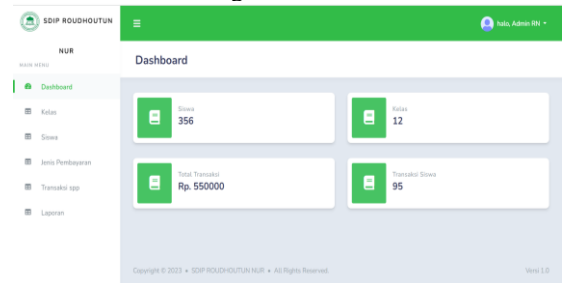 SDIP ROUDHOUTUN
NUR
MAIN MENU
Dashboard
Kelas
Siswa
Jenis Pembayaran
Transaksi spp
Laporan
halo, Admin RN
Dashboard
Siswa
356
Kelas
12
Total Transaksi
Rp. 550000
Transaksi Siswa
95
Copyright © 2023 • SDIP ROUDHOUTUN NUR • All Rights Reserved.
Versi 1.0